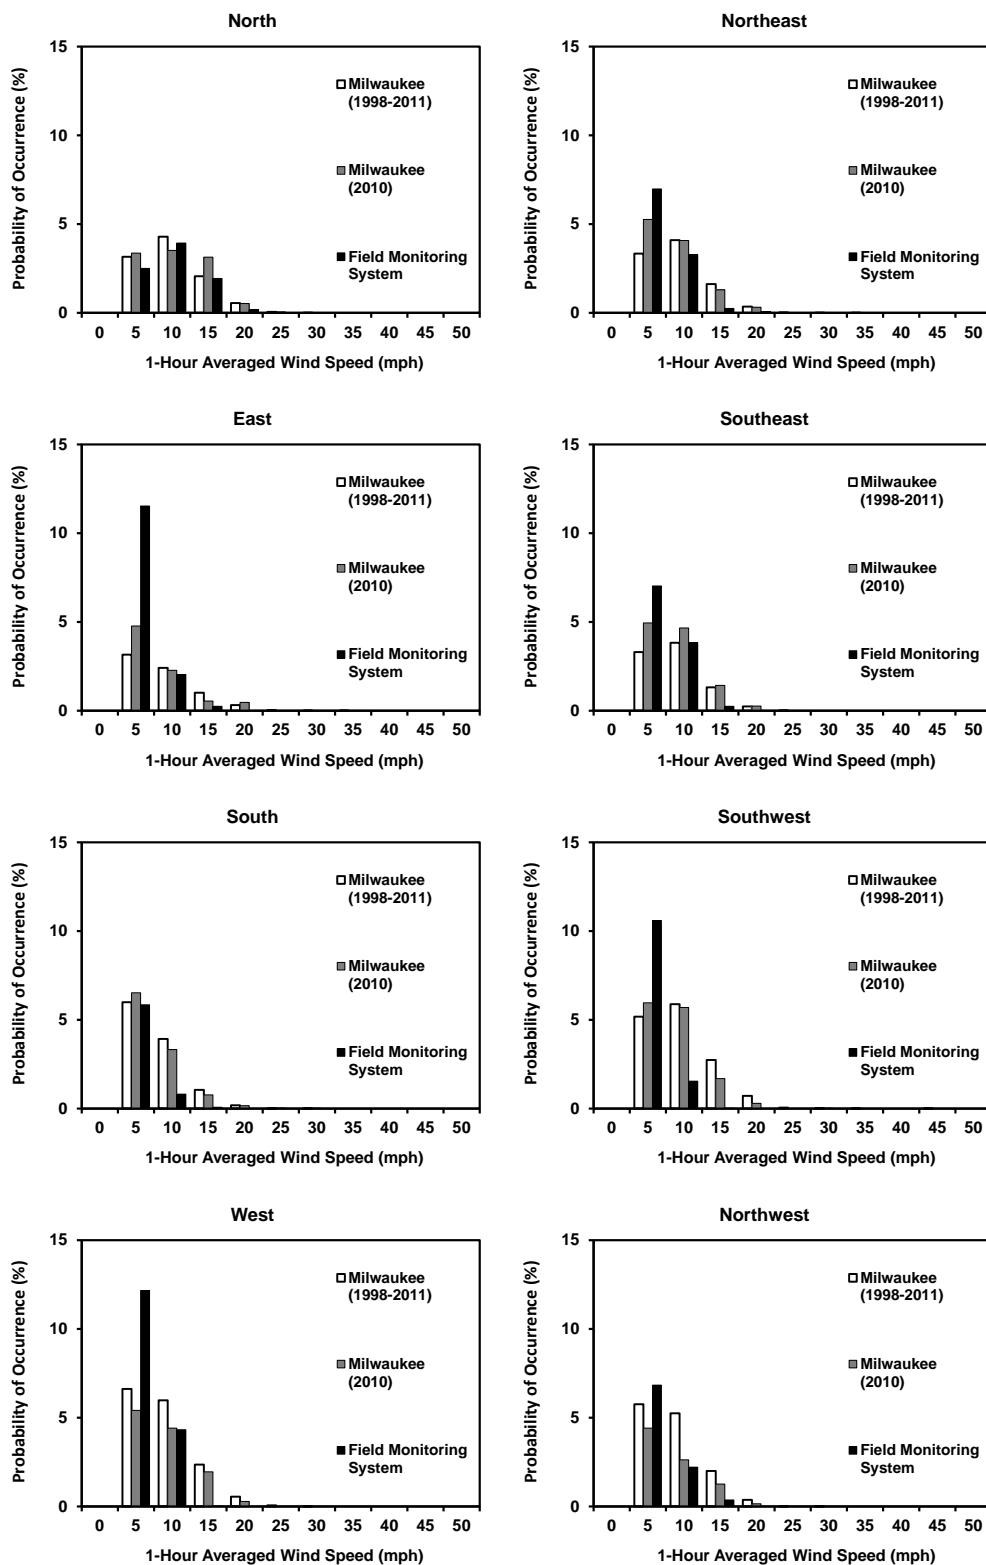 North
Probability of Occurrence (%)
15
10
5
0
Milwaukee
(1998-2011)
Milwaukee
(2010)
Field Monitoring
System
0 5 10 15 20 25 30 35 40 45 50
1-Hour Averaged Wind Speed (mph)
Northeast
Probability of Occurrence (%)
15
10
5
0
Milwaukee
(1998-2011)
Milwaukee
(2010)
Field Monitoring
System
0 5 10 15 20 25 30 35 40 45 50
1-Hour Averaged Wind Speed (mph)
East
Probability of Occurrence (%)
15
10
5
0
Milwaukee
(1998-2011)
Milwaukee
(2010)
Field Monitoring
System
0 5 10 15 20 25 30 35 40 45 50
1-Hour Averaged Wind Speed (mph)
Southeast
Probability of Occurrence (%)
15
10
5
0
Milwaukee
(1998-2011)
Milwaukee
(2010)
Field Monitoring
System
0 5 10 15 20 25 30 35 40 45 50
1-Hour Averaged Wind Speed (mph)
South
Probability of Occurrence (%)
15
10
5
0
Milwaukee
(1998-2011)
Milwaukee
(2010)
Field Monitoring
System
0 5 10 15 20 25 30 35 40 45 50
1-Hour Averaged Wind Speed (mph)
Southwest
Probability of Occurrence (%)
15
10
5
0
Milwaukee
(1998-2011)
Milwaukee
(2010)
Field Monitoring
System
0 5 10 15 20 25 30 35 40 45 50
1-Hour Averaged Wind Speed (mph)
West
Probability of Occurrence (%)
15
10
5
0
Milwaukee
(1998-2011)
Milwaukee
(2010)
Field Monitoring
System
0 5 10 15 20 25 30 35 40 45 50
1-Hour Averaged Wind Speed (mph)
Northwest
Probability of Occurrence (%)
15
10
5
0
Milwaukee
(1998-2011)
Milwaukee
(2010)
Field Monitoring
System
0 5 10 15 20 25 30 35 40 45 50
1-Hour Averaged Wind Speed (mph)